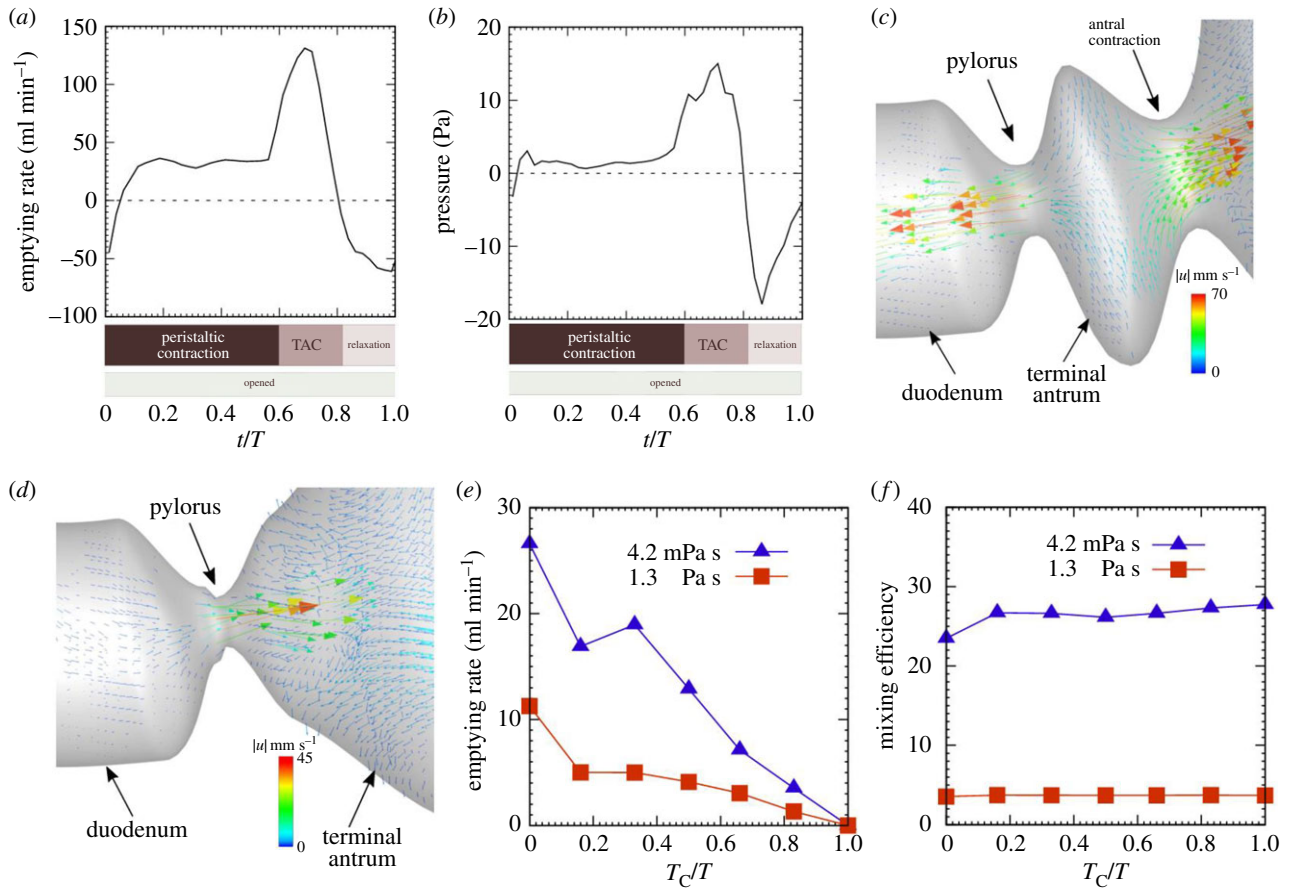 (a)
emptying rate (ml min−1)
150
100
50
0
−50
−100
peristaltic
contraction
TAC
relaxation
opened
0 0.2 0.4 0.6 0.8 1.0
t/T
(b)
pressure (Pa)
20
10
0
−10
−20
peristaltic
contraction
TAC
relaxation
opened
0 0.2 0.4 0.6 0.8 1.0
t/T
(c)
antral
contraction
pylorus
|u| mm s−1
70
0
terminal
antrum
duodenum
(d)
pylorus
|u| mm s−1
45
0
duodenum
terminal
antrum
(e)
emptying rate (ml min−1)
30
20
10
0
4.2 mPa s
1.3 Pa s
0 0.2 0.4 0.6 0.8 1.0
TC/T
(f)
mixing efficiency
40
30
20
10
0
4.2 mPa s
1.3 Pa s
0 0.2 0.4 0.6 0.8 1.0
TC/T